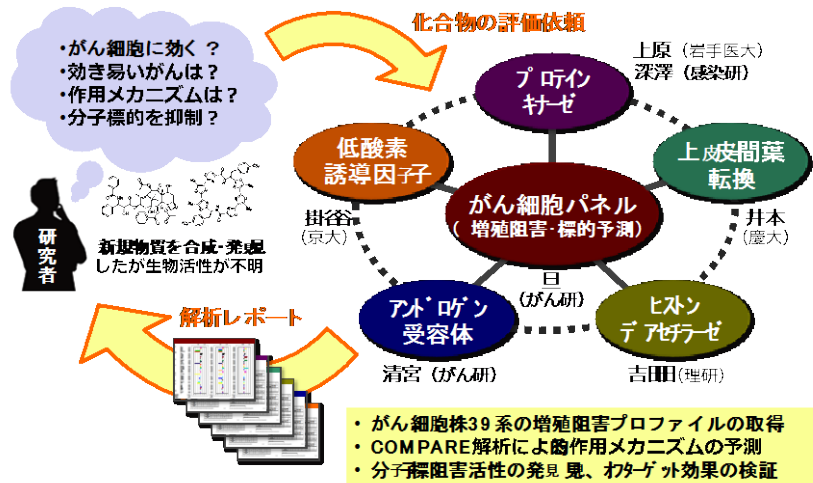 ・がん細胞に効く？
・効き易いがんは？
・作用メカニズムは？
・分子標的を抑制？
化合物の評価依頼
上原（岩手医大）
深澤（感染研）
プロテイン
キナーゼ
低酸素
誘導因子子
上皮皮間葉
転換
がん細胞パネル
（増殖阻害・標的予測）
掛谷谷
（京大）
井本
（慶大）
研究者
新規物質を合成・発見
したが生物活性が不明
旦
（がん研）
解析レポート
アンドロゲン
受容体
ヒストン
デアセチラーゼ
清宮（がん研）
吉田（理研）
・がん細胞株39系の増殖阻害プロファイルの取得
・COMPARE解析による作用メカニズムの予測
・分子標阻害活性の発見、オフターゲット効果の検証